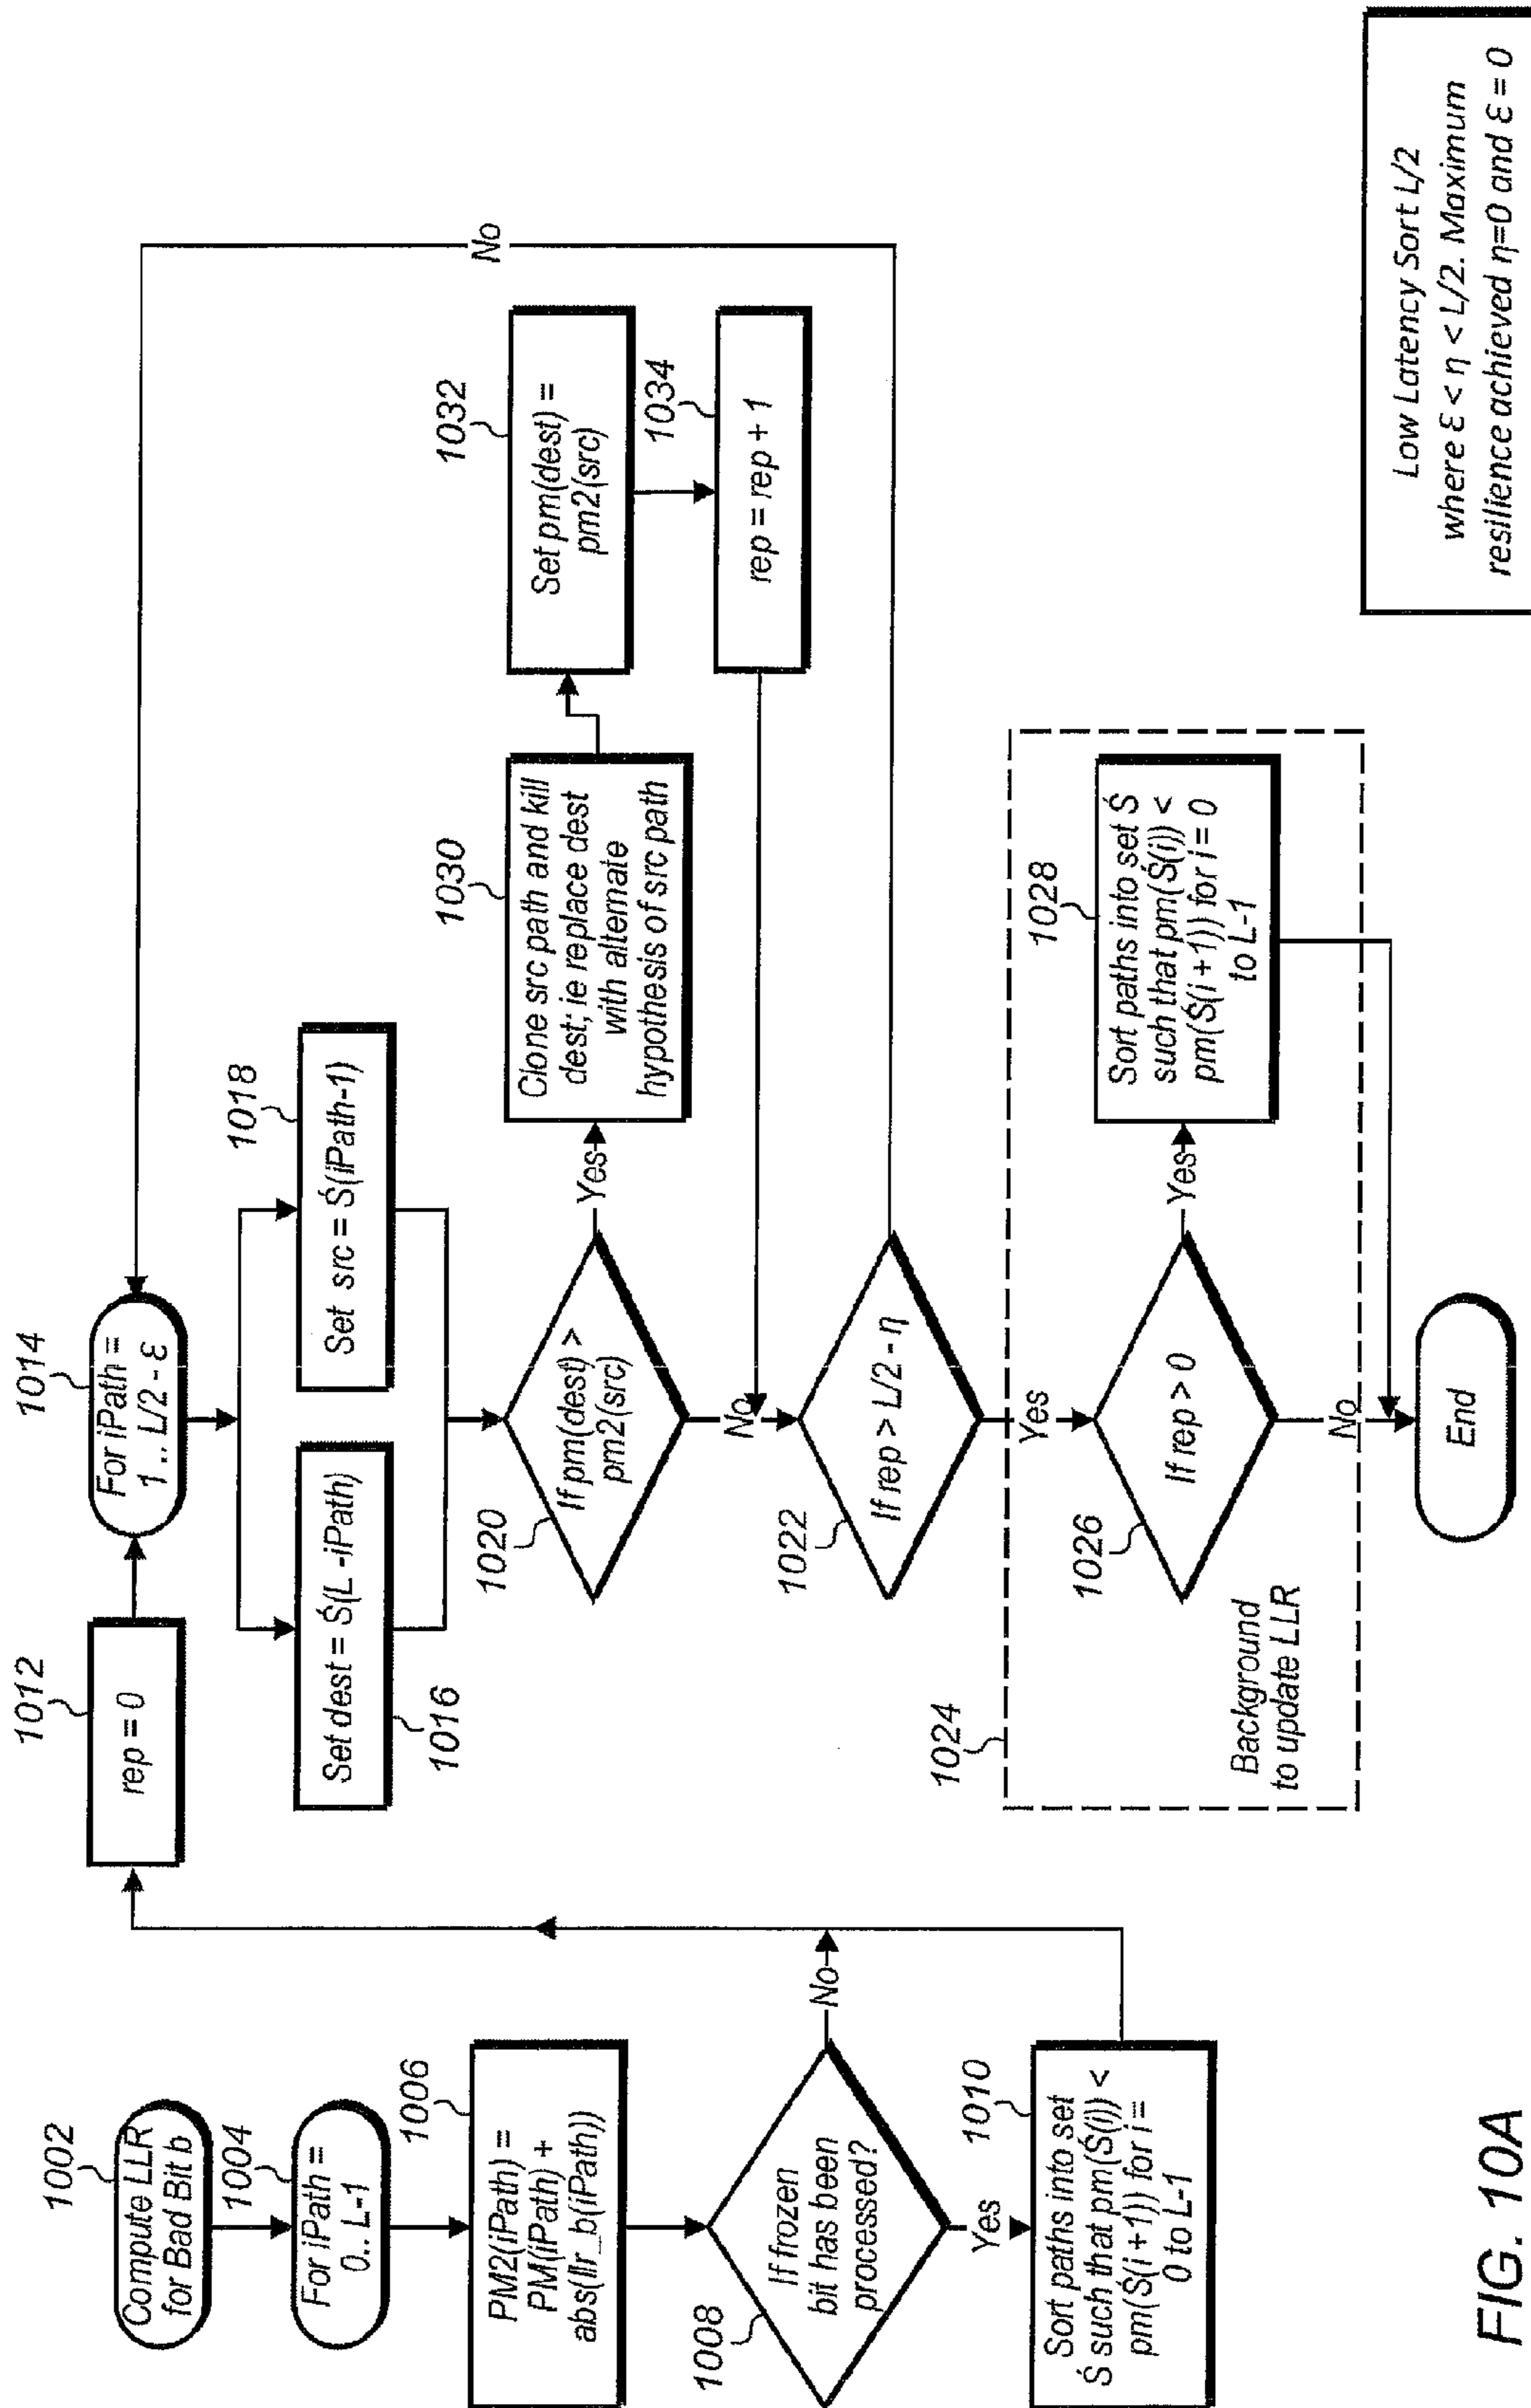 1002
Compute LLR
for Bad Bit b
1004
For iPath =
0.. L-1
1006
PM2(iPath) =
PM(iPath) +
abs(llr_b(iPath))
1008
If frozen
bit has been
processed?
No
Yes
1010
Sort paths into set
Ś such that pm(Ś(i)) <
pm(Ś(i +1)) for i =
0 to L-1
1012
rep = 0
1014
For iPath =
1.. L/2 - ε
1016
Set dest = Ś(L -iPath)
1018
Set src = Ś(iPath-1)
1020
If pm(dest) >
pm2(src)
Yes
No
1030
Clone src path and kill
dest; ie replace dest
with alternate
hypothesis of src path
1032
Set pm(dest) =
pm2(src)
1034
rep = rep + 1
1022
If rep > L/2 - η
No
Yes
1024
Background
to update LLR
1026
If rep > 0
Yes
No
1028
Sort paths into set Ś
such that pm(Ś(i)) <
pm(Ś(i +1)) for i = 0
to L-1
End
Low Latency Sort L/2
where ε < η < L/2. Maximum
resilience achieved η=0 and ε = 0
FIG. 10A